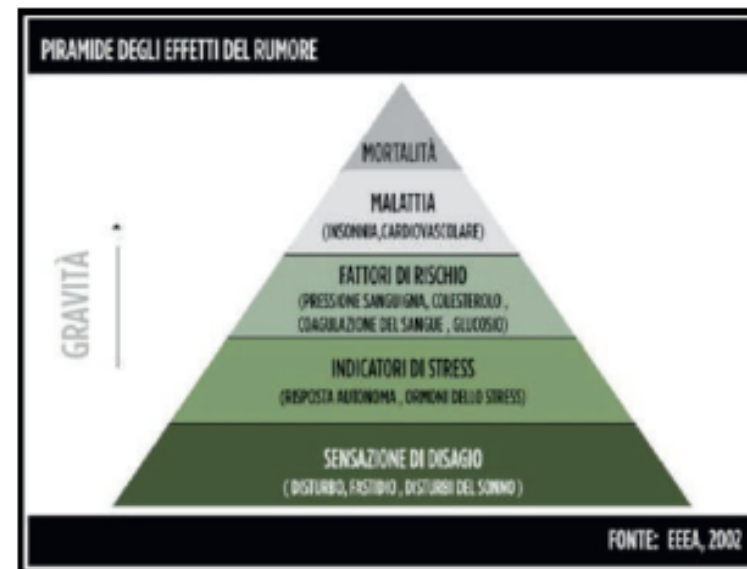 PIRAMIDE DEGLI EFFETTI DEL RUMORE
MORTALITÀ
MALATTIA
(INSONNIA,CARDIOVASCOLARE)
GRAVITÀ
FATTORI DI RISCHIO
(PRESSIONE SANGUIGNA, COLESTEROLO ,
COAGULAZIONE DEL SANGUE , GLUCOSIO)
INDICATORI DI STRESS
(RISPOSTA AUTONOMA , ORMONI DELLO STRESS)
SENSAZIONE DI DISAGIO
( DISTURBO, FASTIDIO , DISTURBI DEL SONNO )
FONTE: EEEA, 2002